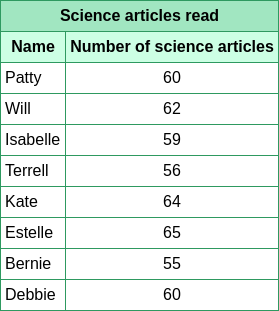 Science articles read
Name Number of science articles
Patty 60
Will 62
Isabelle 59
Terrell 56
Kate 64
Estelle 65
Bernie 55
Debbie 60